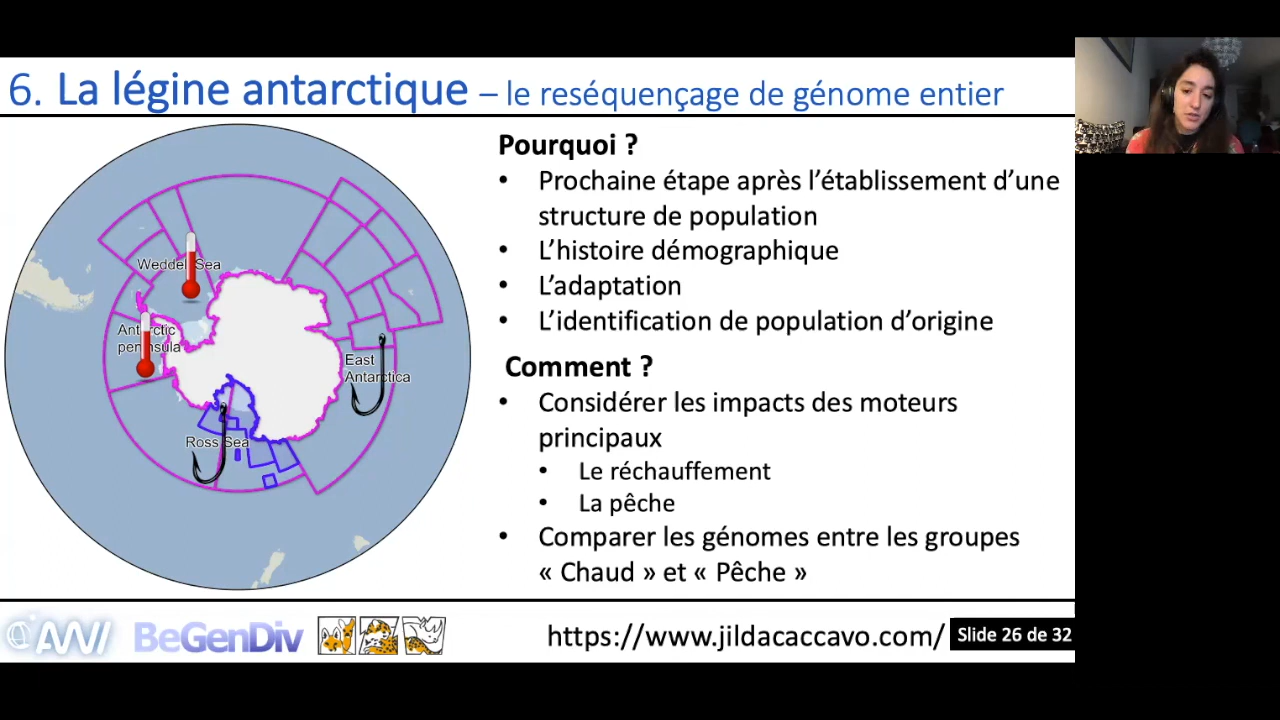 6. La légine antarctique – le reséquençage de génome entier
Pourquoi ?
• Prochaine étape après l’établissement d’une
structure de population
• L’histoire démographique
• L’adaptation
• L’identification de population d’origine
Comment ?
• Considérer les impacts des moteurs
principaux
• Le réchauffement
• La pêche
• Comparer les génomes entre les groupes
« Chaud » et « Pêche »
Weddell Sea
Antarctic
peninsula
East
Antarctica
Ross Sea
AWI
BeGenDiv
https://www.jildacaccavo.com/
Slide 26 de 32